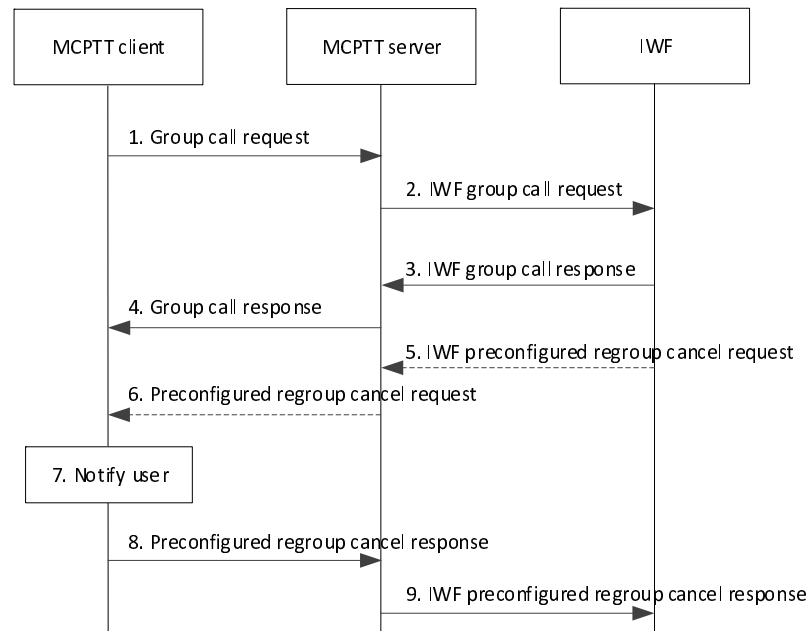 MCPTT client
MCPTT server
IWF
1. Group call request
2. IWF group call request
3. IWF group call response
4. Group call response
5. IWF preconfigured regroup cancel request
6. Preconfigured regroup cancel request
7. Notify user
8. Preconfigured regroup cancel response
9. IWF preconfigured regroup cancel response